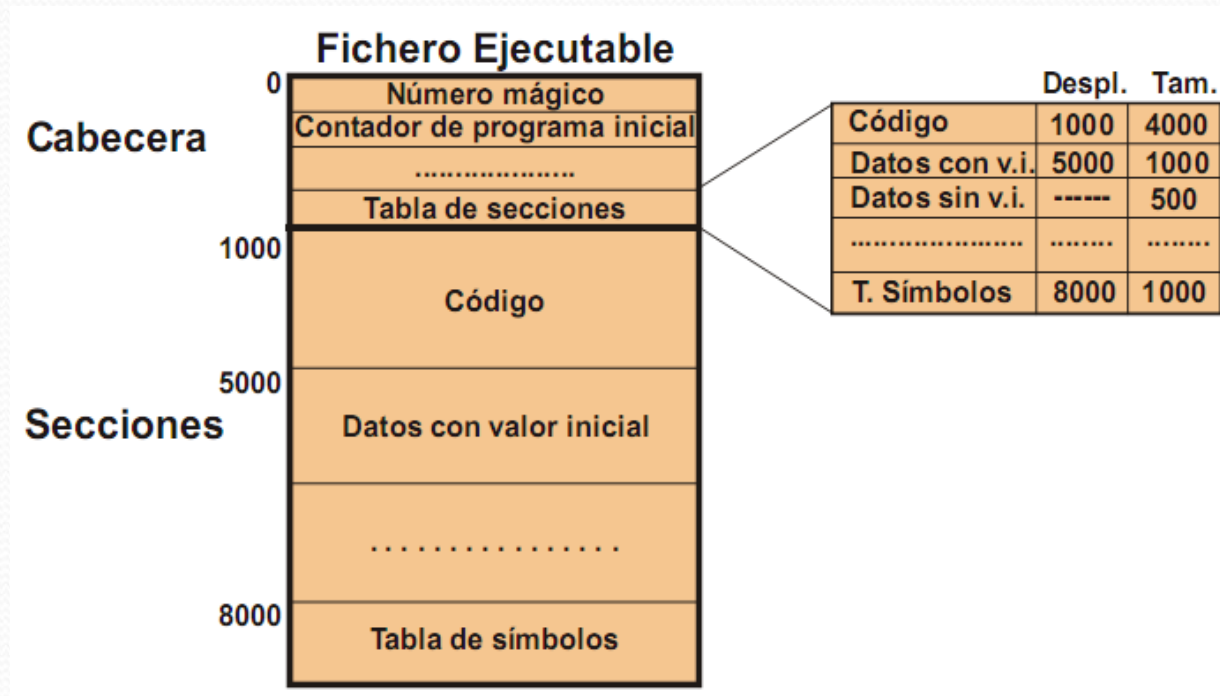 Fichero Ejecutable
0
Número mágico
Contador de programa inicial
....................
Tabla de secciones
Cabecera
1000
Código
5000
Datos con valor inicial
Secciones
. . . . . . . . . . . . . . . .
8000
Tabla de símbolos
Despl. Tam.
Código 1000 4000
Datos con v.i. 5000 1000
Datos sin v.i. ------ 500
...................... ........ ........
T. Símbolos 8000 1000